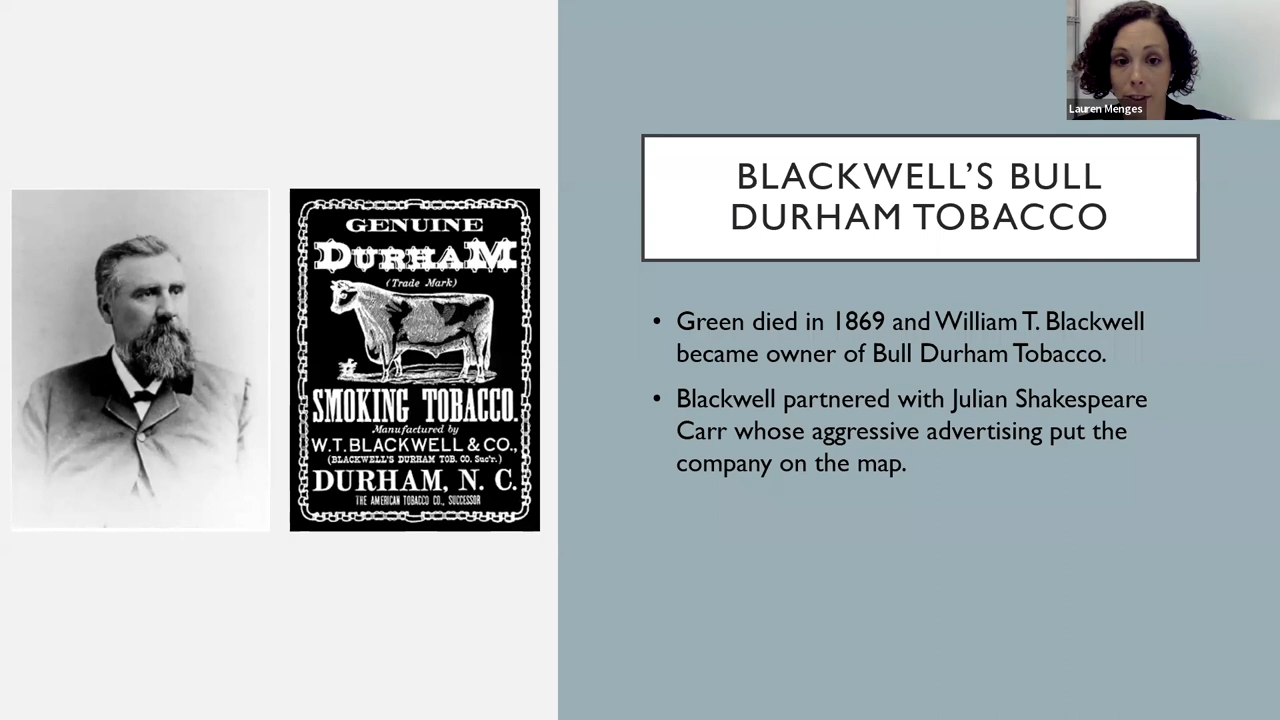 Lauren Menges
GENUINE
DURHAM
(Trade Mark)
SMOKING TOBACCO.
Manufactured by
W.T. BLACKWELL & CO.,
(BLACKWELL'S DURHAM TOB. CO. Suc'r.)
DURHAM, N. C.
THE AMERICAN TOBACCO CO., SUCCESSOR
BLACKWELL’S BULL
DURHAM TOBACCO
• Green died in 1869 and William T. Blackwell
became owner of Bull Durham Tobacco.
• Blackwell partnered with Julian Shakespeare
Carr whose aggressive advertising put the
company on the map.